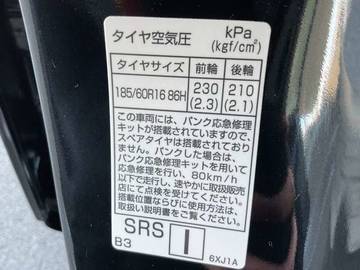 タイヤ空気圧 kPa
(kgf/cm²)
タイヤサイズ 前輪 後輪
185/60R16 86H 230 210
(2.3) (2.1)
この車両には、パンク応急修理
キットが搭載されていますので、
スペアタイヤは搭載されていま
せん。パンクした場合は、
パンク応急修理キットを用いて
応急修理を行い、80km/h
以下で走行し、速やかに取扱販売
店にて点検を受けてください。
搭載位置ならびに使用方法は、
取扱い説明書をご覧ください。
SRS I
B3 6XJ1A